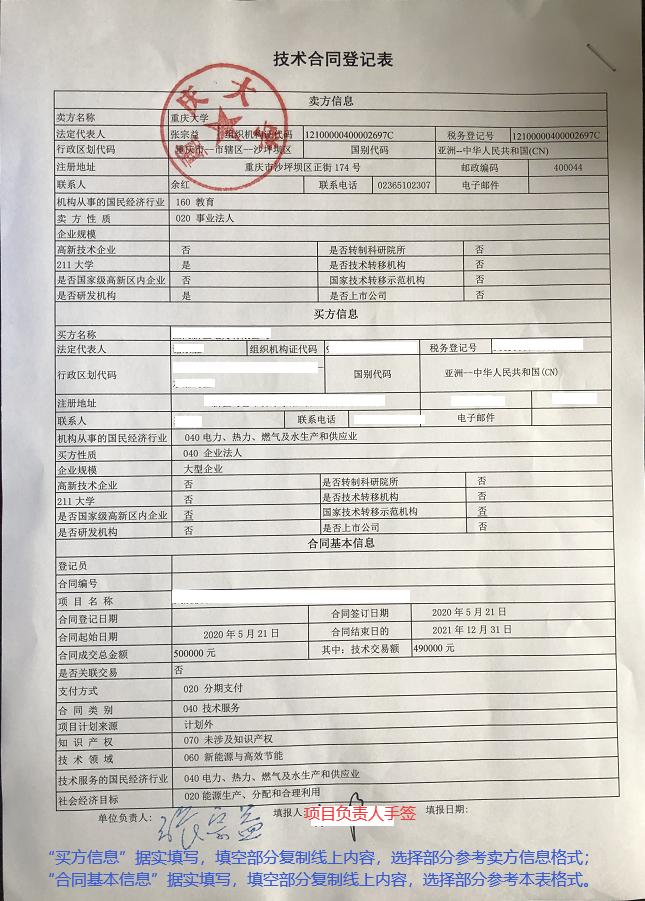 技术合同登记表
卖方信息
卖方名称 重庆大学
法定代表人 张宗益 组织机构证代码 12100000400002697C 税务登记号 12100000400002697C
行政区划代码 重庆市--市辖区--沙坪坝区 国别代码 亚洲--中华人民共和国(CN)
注册地址 重庆市沙坪坝区正街 174 号 邮政编码 400044
联系人 余红 联系电话 02365102307 电子邮件
机构从事的国民经济行业 160 教育
卖 方 性 质 020 事业法人
企业规模
高新技术企业 否 是否转制科研院所 否
211 大学 是 是否技术转移机构 否
是否国家级高新区内企业 否 国家技术转移示范机构 否
是否研发机构 是 是否上市公司 否
买方信息
买方名称
法定代表人 组织机构证代码 税务登记号
行政区划代码 国别代码 亚洲--中华人民共和国(CN)
注册地址
联系人 联系电话 电子邮件
机构从事的国民经济行业 040 电力、热力、燃气及水生产和供应业
买方性质 040 企业法人
企业规模 大型企业
高新技术企业 否 是否转制科研院所 否
211 大学 否 是否技术转移机构 否
是否国家级高新区内企业 否 国家技术转移示范机构 否
是否研发机构 否 是否上市公司 否
合同基本信息
登记员
合同编号
项 目 名 称
合同登记日期 合同签订日期 2020 年 5 月 21 日
合同起始日期 2020 年 5 月 21 日 合同结束日的 2021 年 12 月 31 日
合同成交总金额 500000 元 其中：技术交易额 490000 元
是否关联交易 否
支付方式 020 分期支付
合 同 类 别 040 技术服务
项目计划来源 计划外
知 识 产 权 070 未涉及知识产权
技 术 领 域 060 新能源与高效节能
技术服务的国民经济行业 040 电力、热力、燃气及水生产和供应业
社会经济目标 020 能源生产、分配和合理利用
单位负责人： 张宗益 填报人： 项目负责人手签 填报日期：
“买方信息”据实填写，填空部分复制线上内容，选择部分参考卖方信息格式；
“合同基本信息”据实填写，填空部分复制线上内容，选择部分参考本表格式。